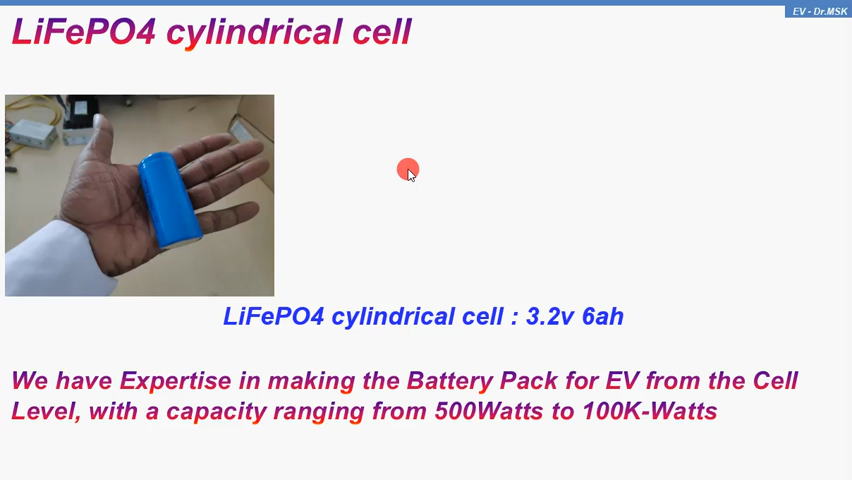 EV - Dr.MSK
LiFePO4 cylindrical cell
LiFePO4 cylindrical cell : 3.2v 6ah
We have Expertise in making the Battery Pack for EV from the Cell
Level, with a capacity ranging from 500Watts to 100K-Watts